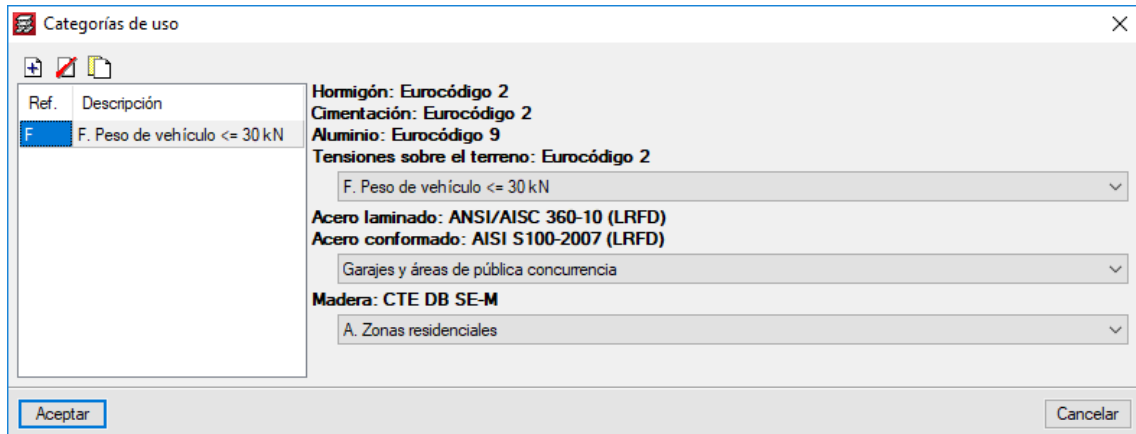 Categorías de uso
Ref. Descripción
F F. Peso de vehículo <= 30 kN
Hormigón: Eurocódigo 2
Cimentación: Eurocódigo 2
Aluminio: Eurocódigo 9
Tensiones sobre el terreno: Eurocódigo 2
F. Peso de vehículo <= 30 kN
Acero laminado: ANSI/AISC 360-10 (LRFD)
Acero conformado: AISI S100-2007 (LRFD)
Garajes y áreas de pública concurrencia
Madera: CTE DB SE-M
A. Zonas residenciales
Aceptar Cancelar